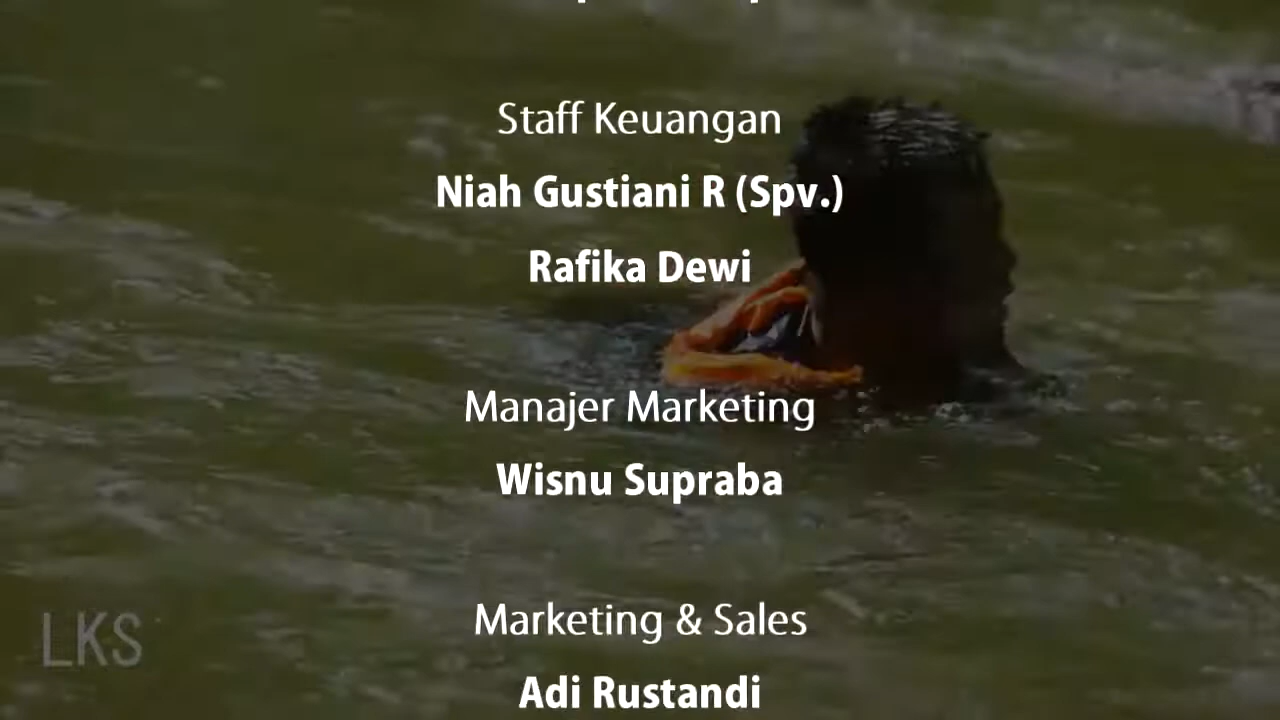 Staff Keuangan
Niah Gustiani R (Spv.)
Rafika Dewi
Manajer Marketing
Wisnu Supraba
Marketing & Sales
Adi Rustandi
LKS